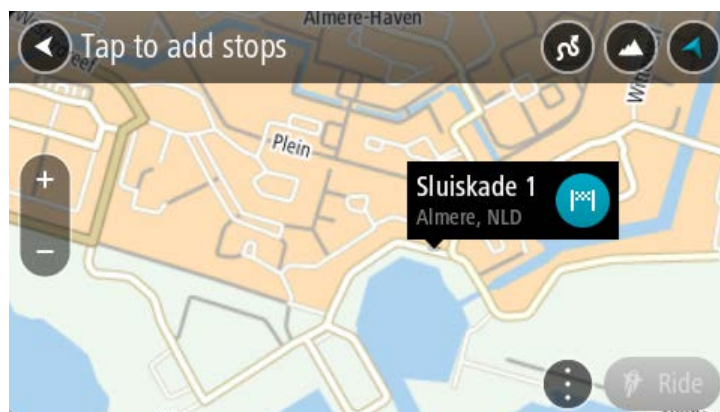 Almere-Haven
Tap to add stops
Plein
Sluiskade 1
Almere, NLD
+
−
Ride